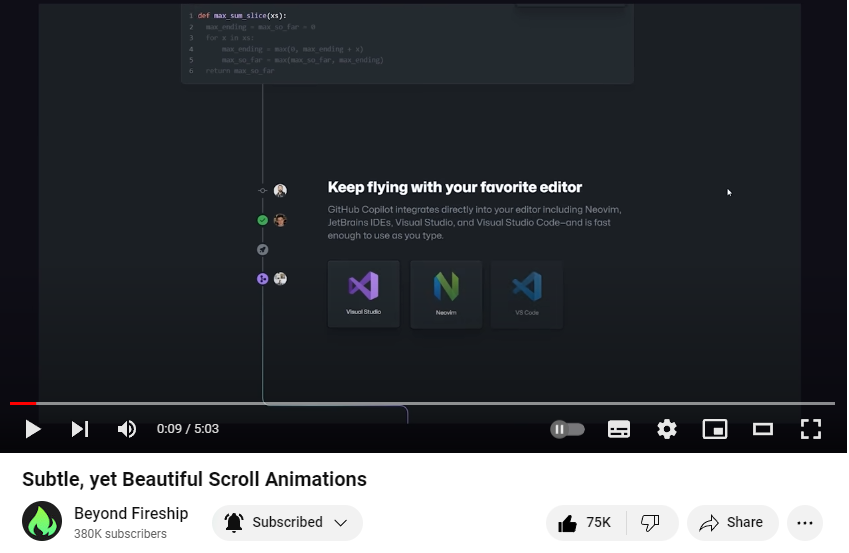 1 def max_sum_slice(xs):
2 max_ending = max_so_far = 0
3 for x in xs:
4 max_ending = max(0, max_ending + x)
5 max_so_far = max(max_so_far, max_ending)
6 return max_so_far
Keep flying with your favorite editor
GitHub Copilot integrates directly into your editor including Neovim,
JetBrains IDEs, Visual Studio, and Visual Studio Code—and is fast
enough to use as you type.
Visual Studio
Neovim
VS Code
0:09 / 5:03
Subtle, yet Beautiful Scroll Animations
Beyond Fireship
380K subscribers
Subscribed
75K
Share